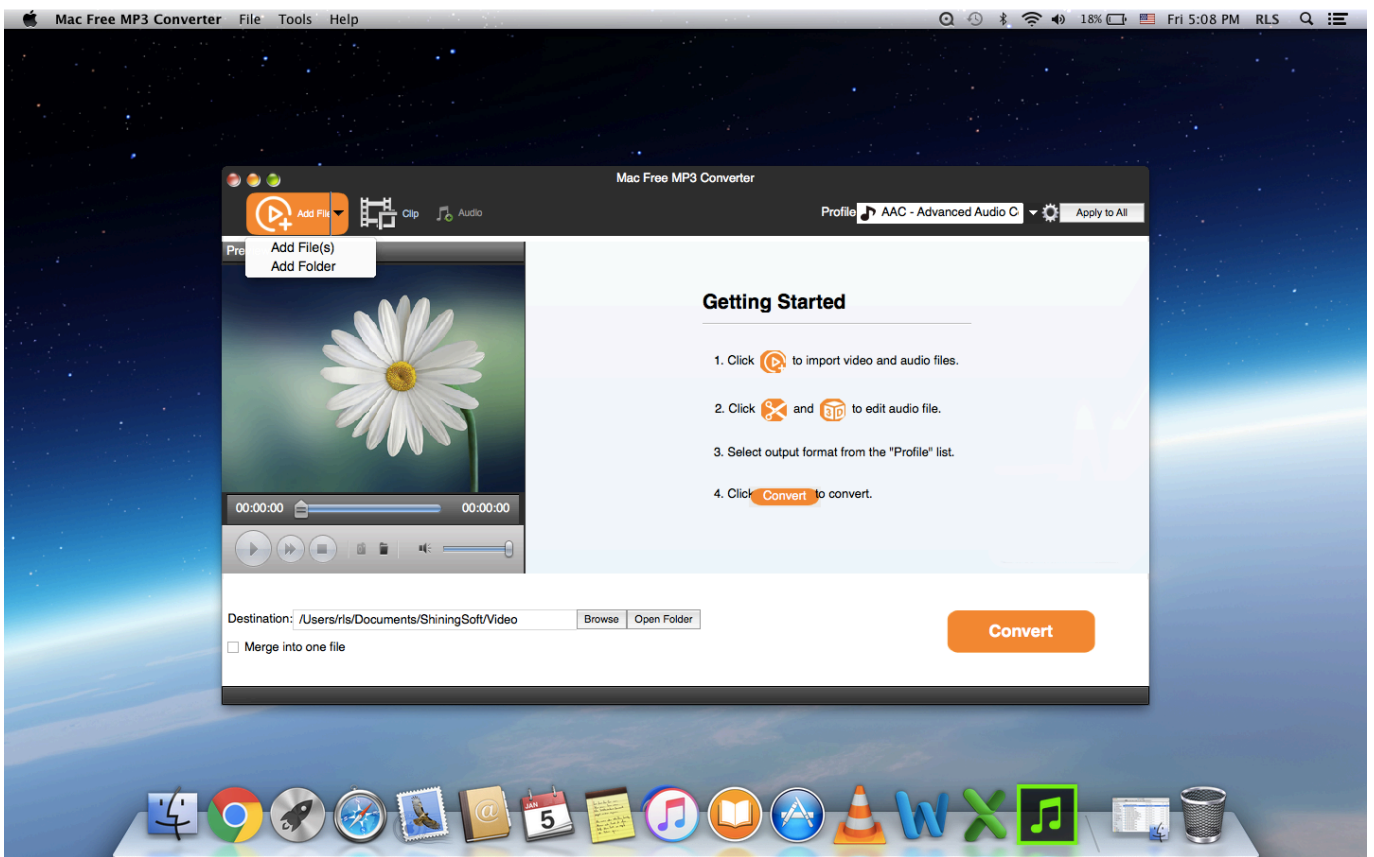 Mac Free MP3 Converter File Tools Help
18% Fri 5:08 PM RLS
Mac Free MP3 Converter
Add File Clip Audio
Profile AAC - Advanced Audio Apply to All
Add File(s)
Add Folder
Getting Started
1. Click to import video and audio files.
2. Click and 3D to edit audio file.
3. Select output format from the "Profile" list.
4. Click Convert to convert.
00:00:00 00:00:00
Destination: /Users/rls/Documents/ShiningSoft/Video Browse Open Folder
Merge into one file
Convert
JAN
5